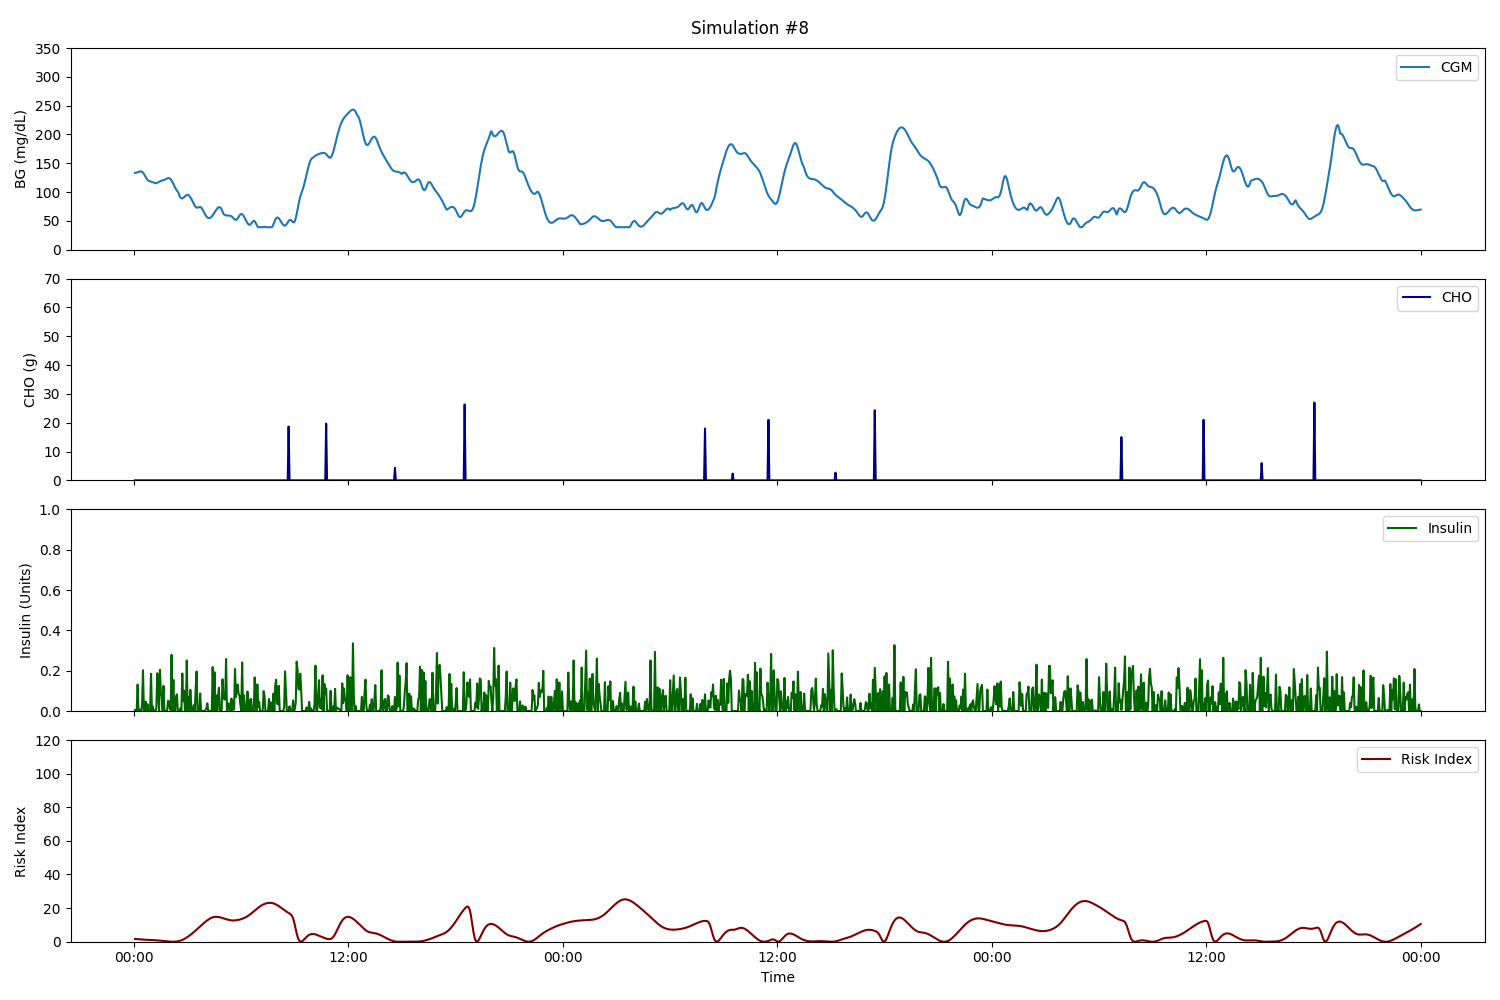 Simulation #8
350
300
250
200
150
100
50
0
BG (mg/dL)
CGM
70
60
50
40
30
20
10
0
CHO (g)
CHO
1.0
0.8
0.6
0.4
0.2
0.0
Insulin (Units)
Insulin
120
100
80
60
40
20
0
Risk Index
Risk Index
00:00 12:00 00:00 12:00 00:00 12:00 00:00
Time